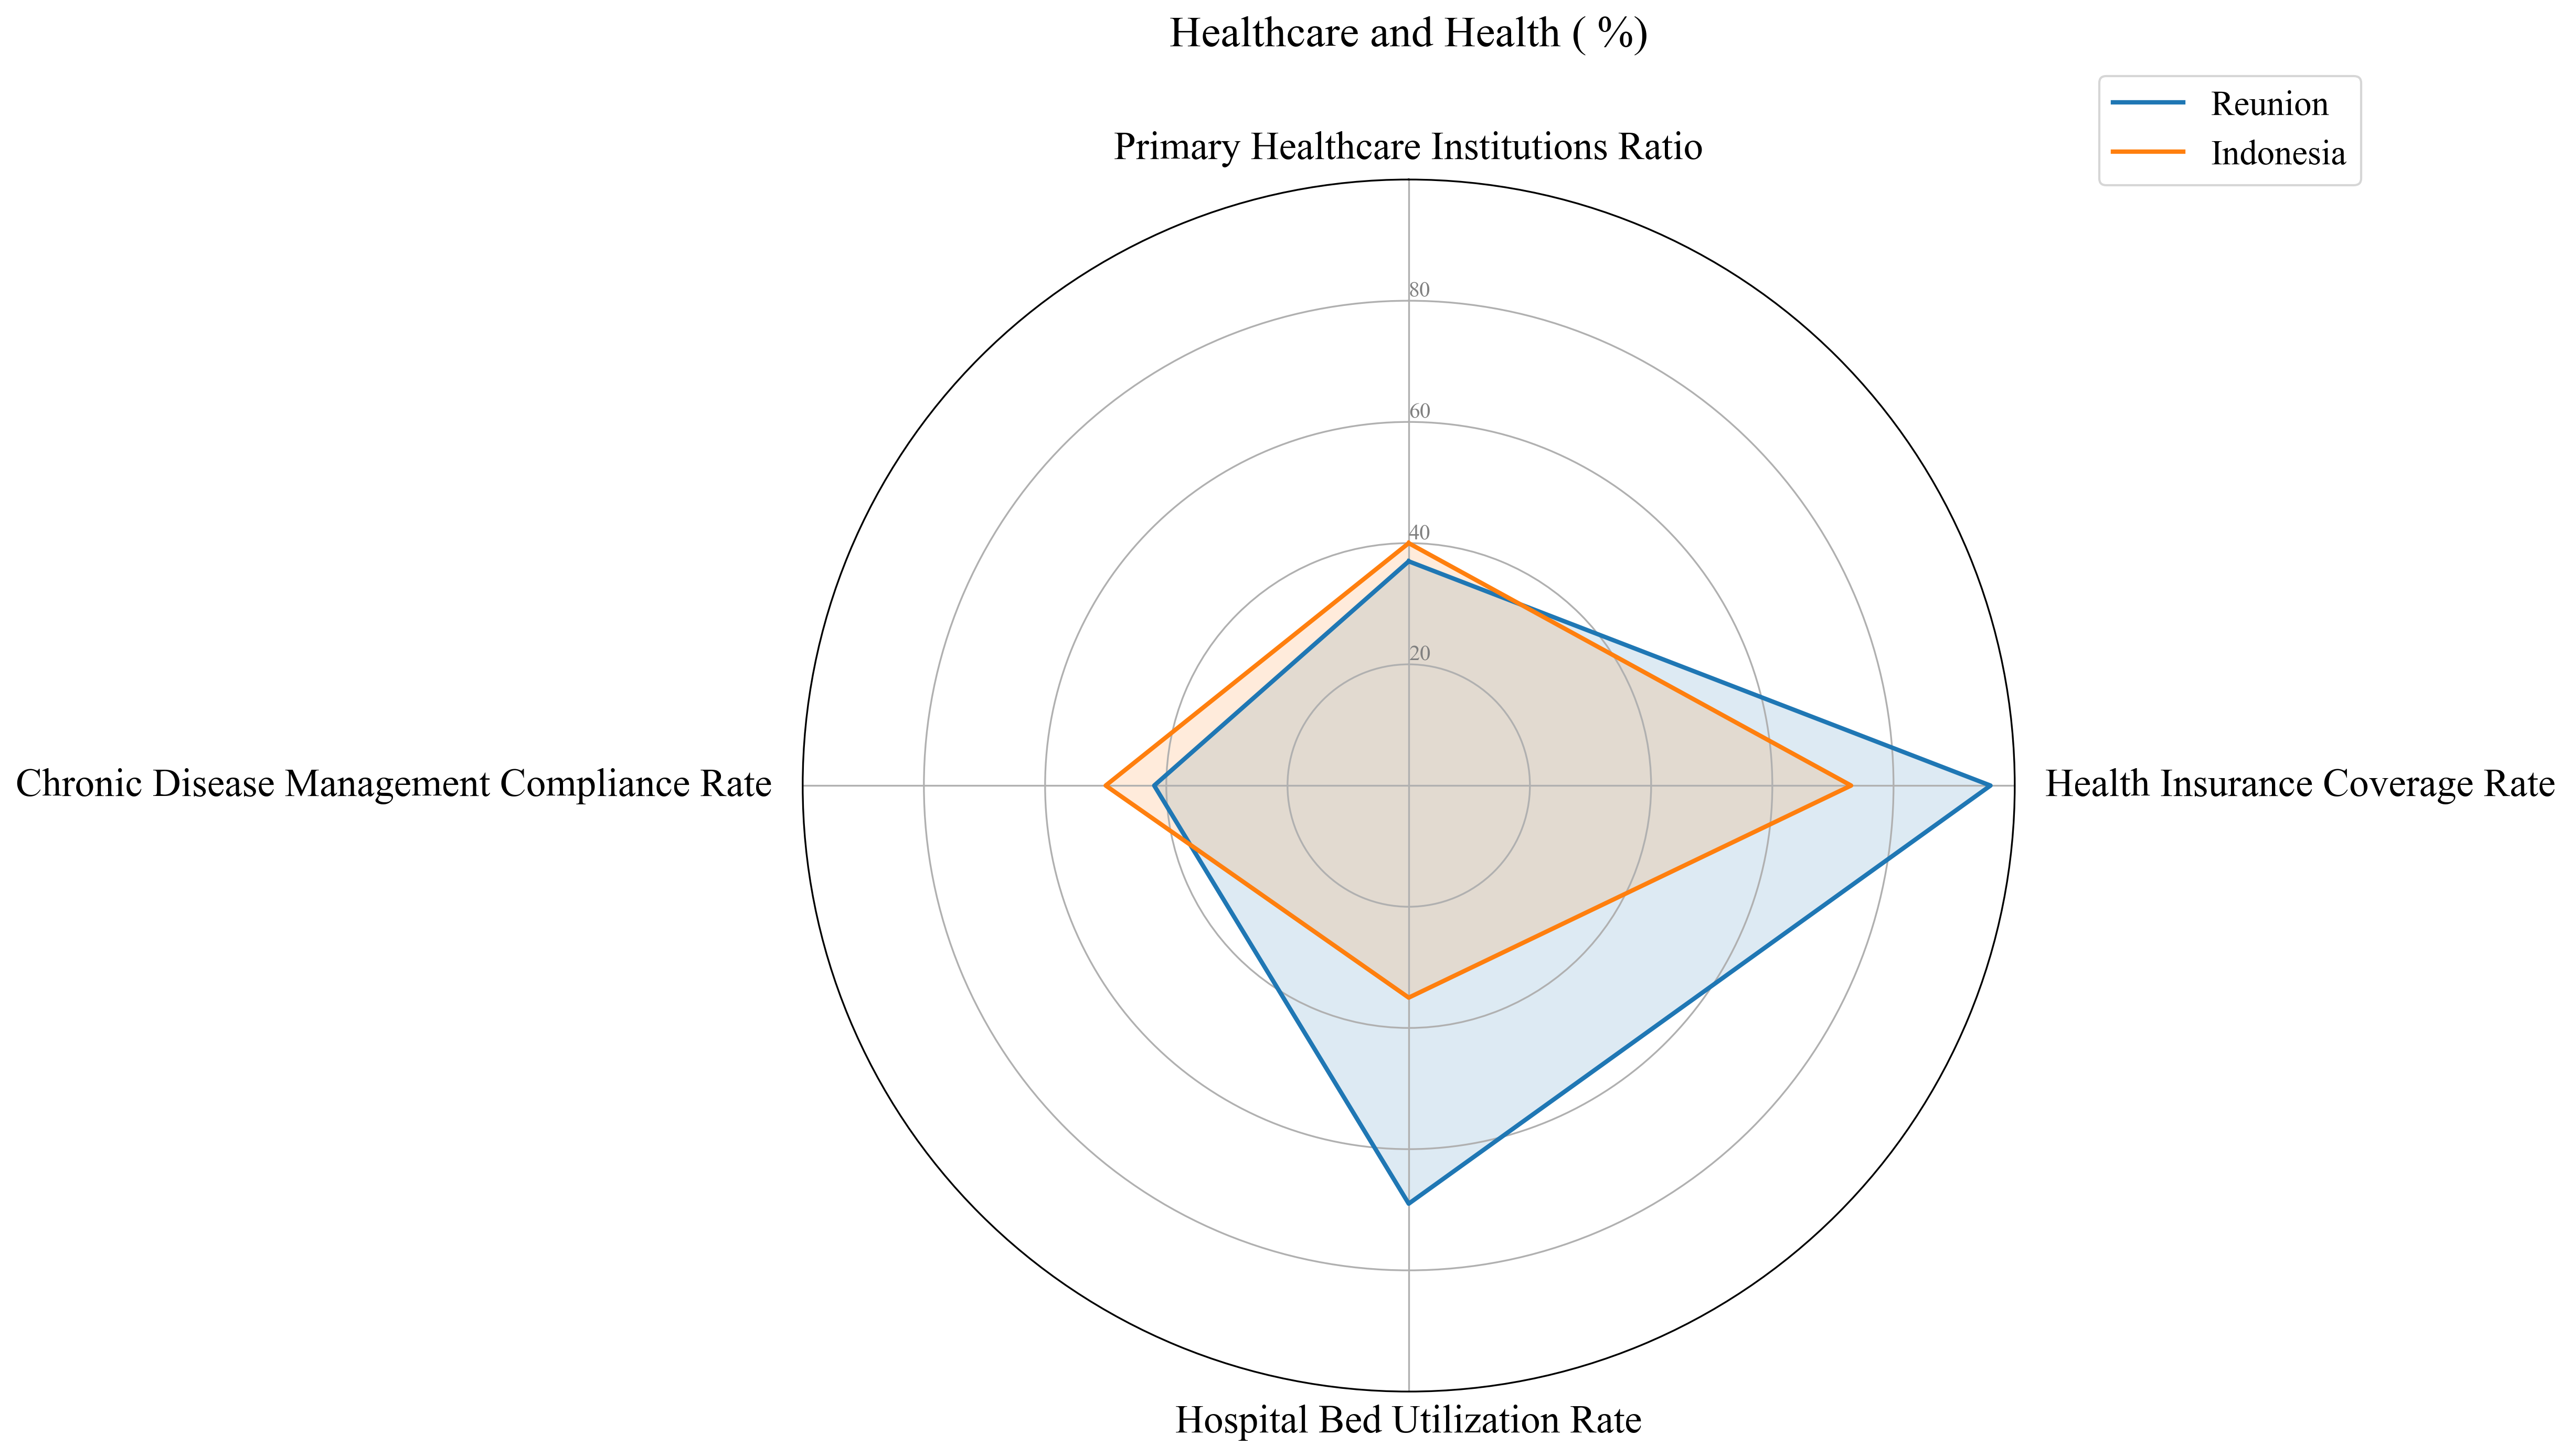 Healthcare and Health ( %)
Reunion
Indonesia
Primary Healthcare Institutions Ratio
80
60
40
20
Chronic Disease Management Compliance Rate
Health Insurance Coverage Rate
Hospital Bed Utilization Rate